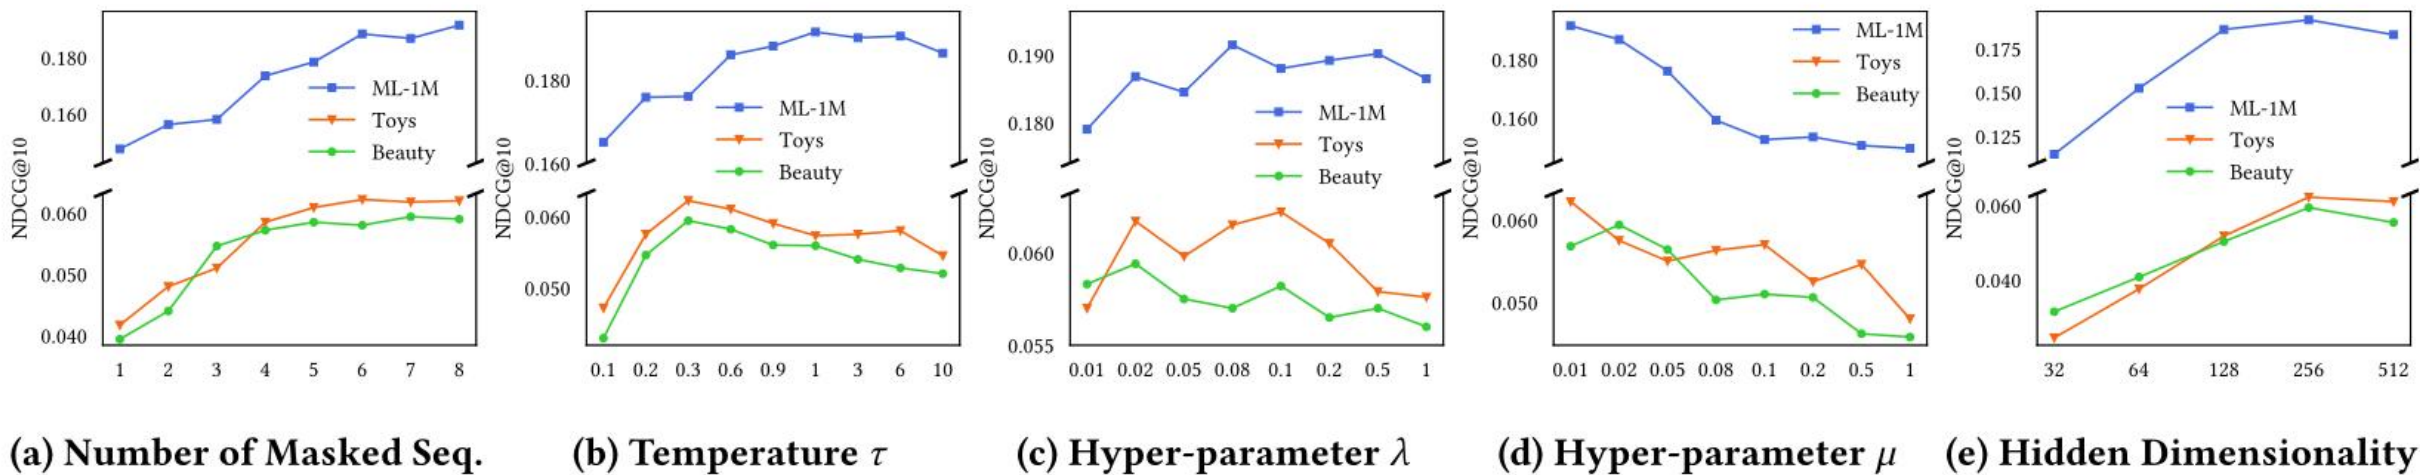 NDCG@10
0.180
0.160
0.060
0.050
0.040
ML-1M
Toys
Beauty
1 2 3 4 5 6 7 8
(a) Number of Masked Seq.
NDCG@10
0.180
0.160
0.060
0.050
ML-1M
Toys
Beauty
0.1 0.2 0.3 0.6 0.9 1 3 6 10
(b) Temperature τ
NDCG@10
0.190
0.180
0.060
0.055
ML-1M
Toys
Beauty
0.01 0.02 0.05 0.08 0.1 0.2 0.5 1
(c) Hyper-parameter λ
NDCG@10
0.180
0.160
0.060
0.050
ML-1M
Toys
Beauty
0.01 0.02 0.05 0.08 0.1 0.2 0.5 1
(d) Hyper-parameter μ
NDCG@10
0.175
0.150
0.125
0.060
0.040
ML-1M
Toys
Beauty
32 64 128 256 512
(e) Hidden Dimensionality